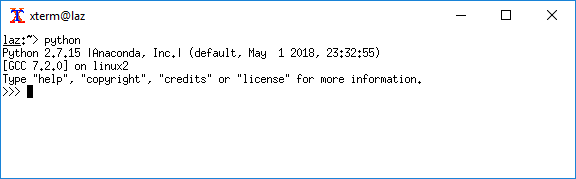 xterm@laz
laz:~> python
Python 2.7.15 |Anaconda, Inc.| (default, May  1 2018, 23:32:55)
[GCC 7.2.0] on linux2
Type "help", "copyright", "credits" or "license" for more information.
>>>